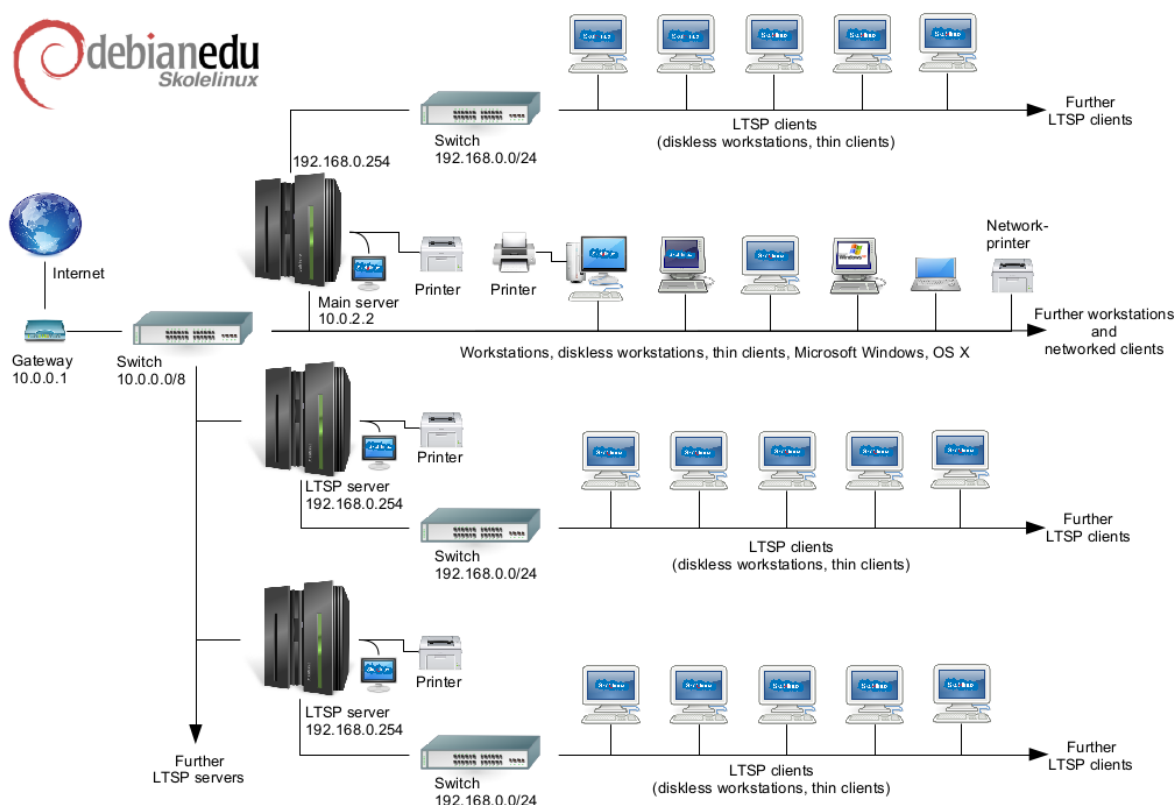 debianedu
Skolelinux
Further
LTSP clients
LTSP clients
(diskless workstations, thin clients)
Switch
192.168.0.0/24
192.168.0.254
Internet
Printer
Printer
Network-
printer
Main server
10.0.2.2
Gateway
10.0.0.1
Switch
10.0.0.0/8
Workstations, diskless workstations, thin clients, Microsoft Windows, OS X
Further workstations
and
networked clients
Printer
LTSP server
192.168.0.254
Switch
192.168.0.0/24
LTSP clients
(diskless workstations, thin clients)
Further
LTSP clients
Printer
LTSP server
192.168.0.254
Switch
192.168.0.0/24
LTSP clients
(diskless workstations, thin clients)
Further
LTSP clients
Further
LTSP servers